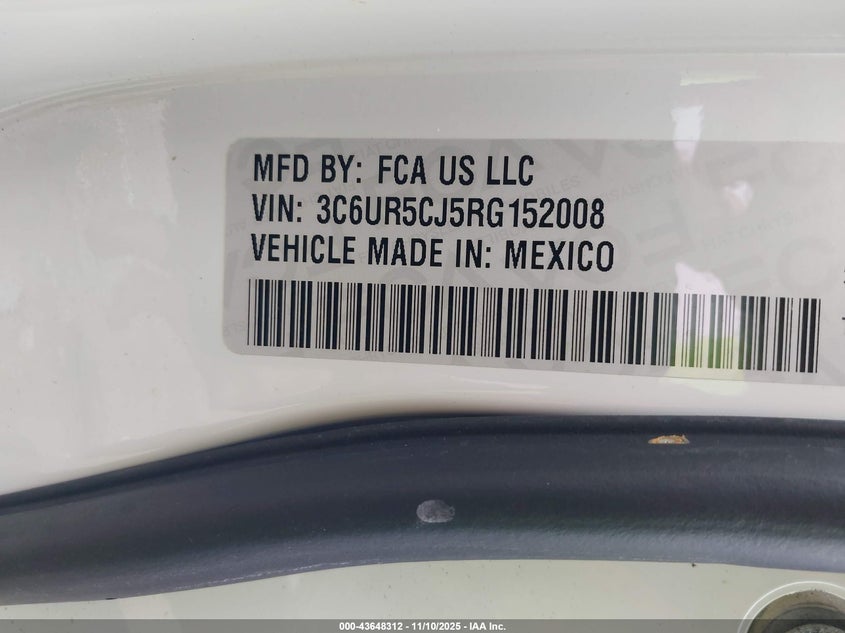 MFD BY: FCA US LLC
VIN: 3C6UR5CJ5RG152008
VEHICLE MADE IN: MEXICO
000-43648312 - 11/10/2025 - IAA Inc.